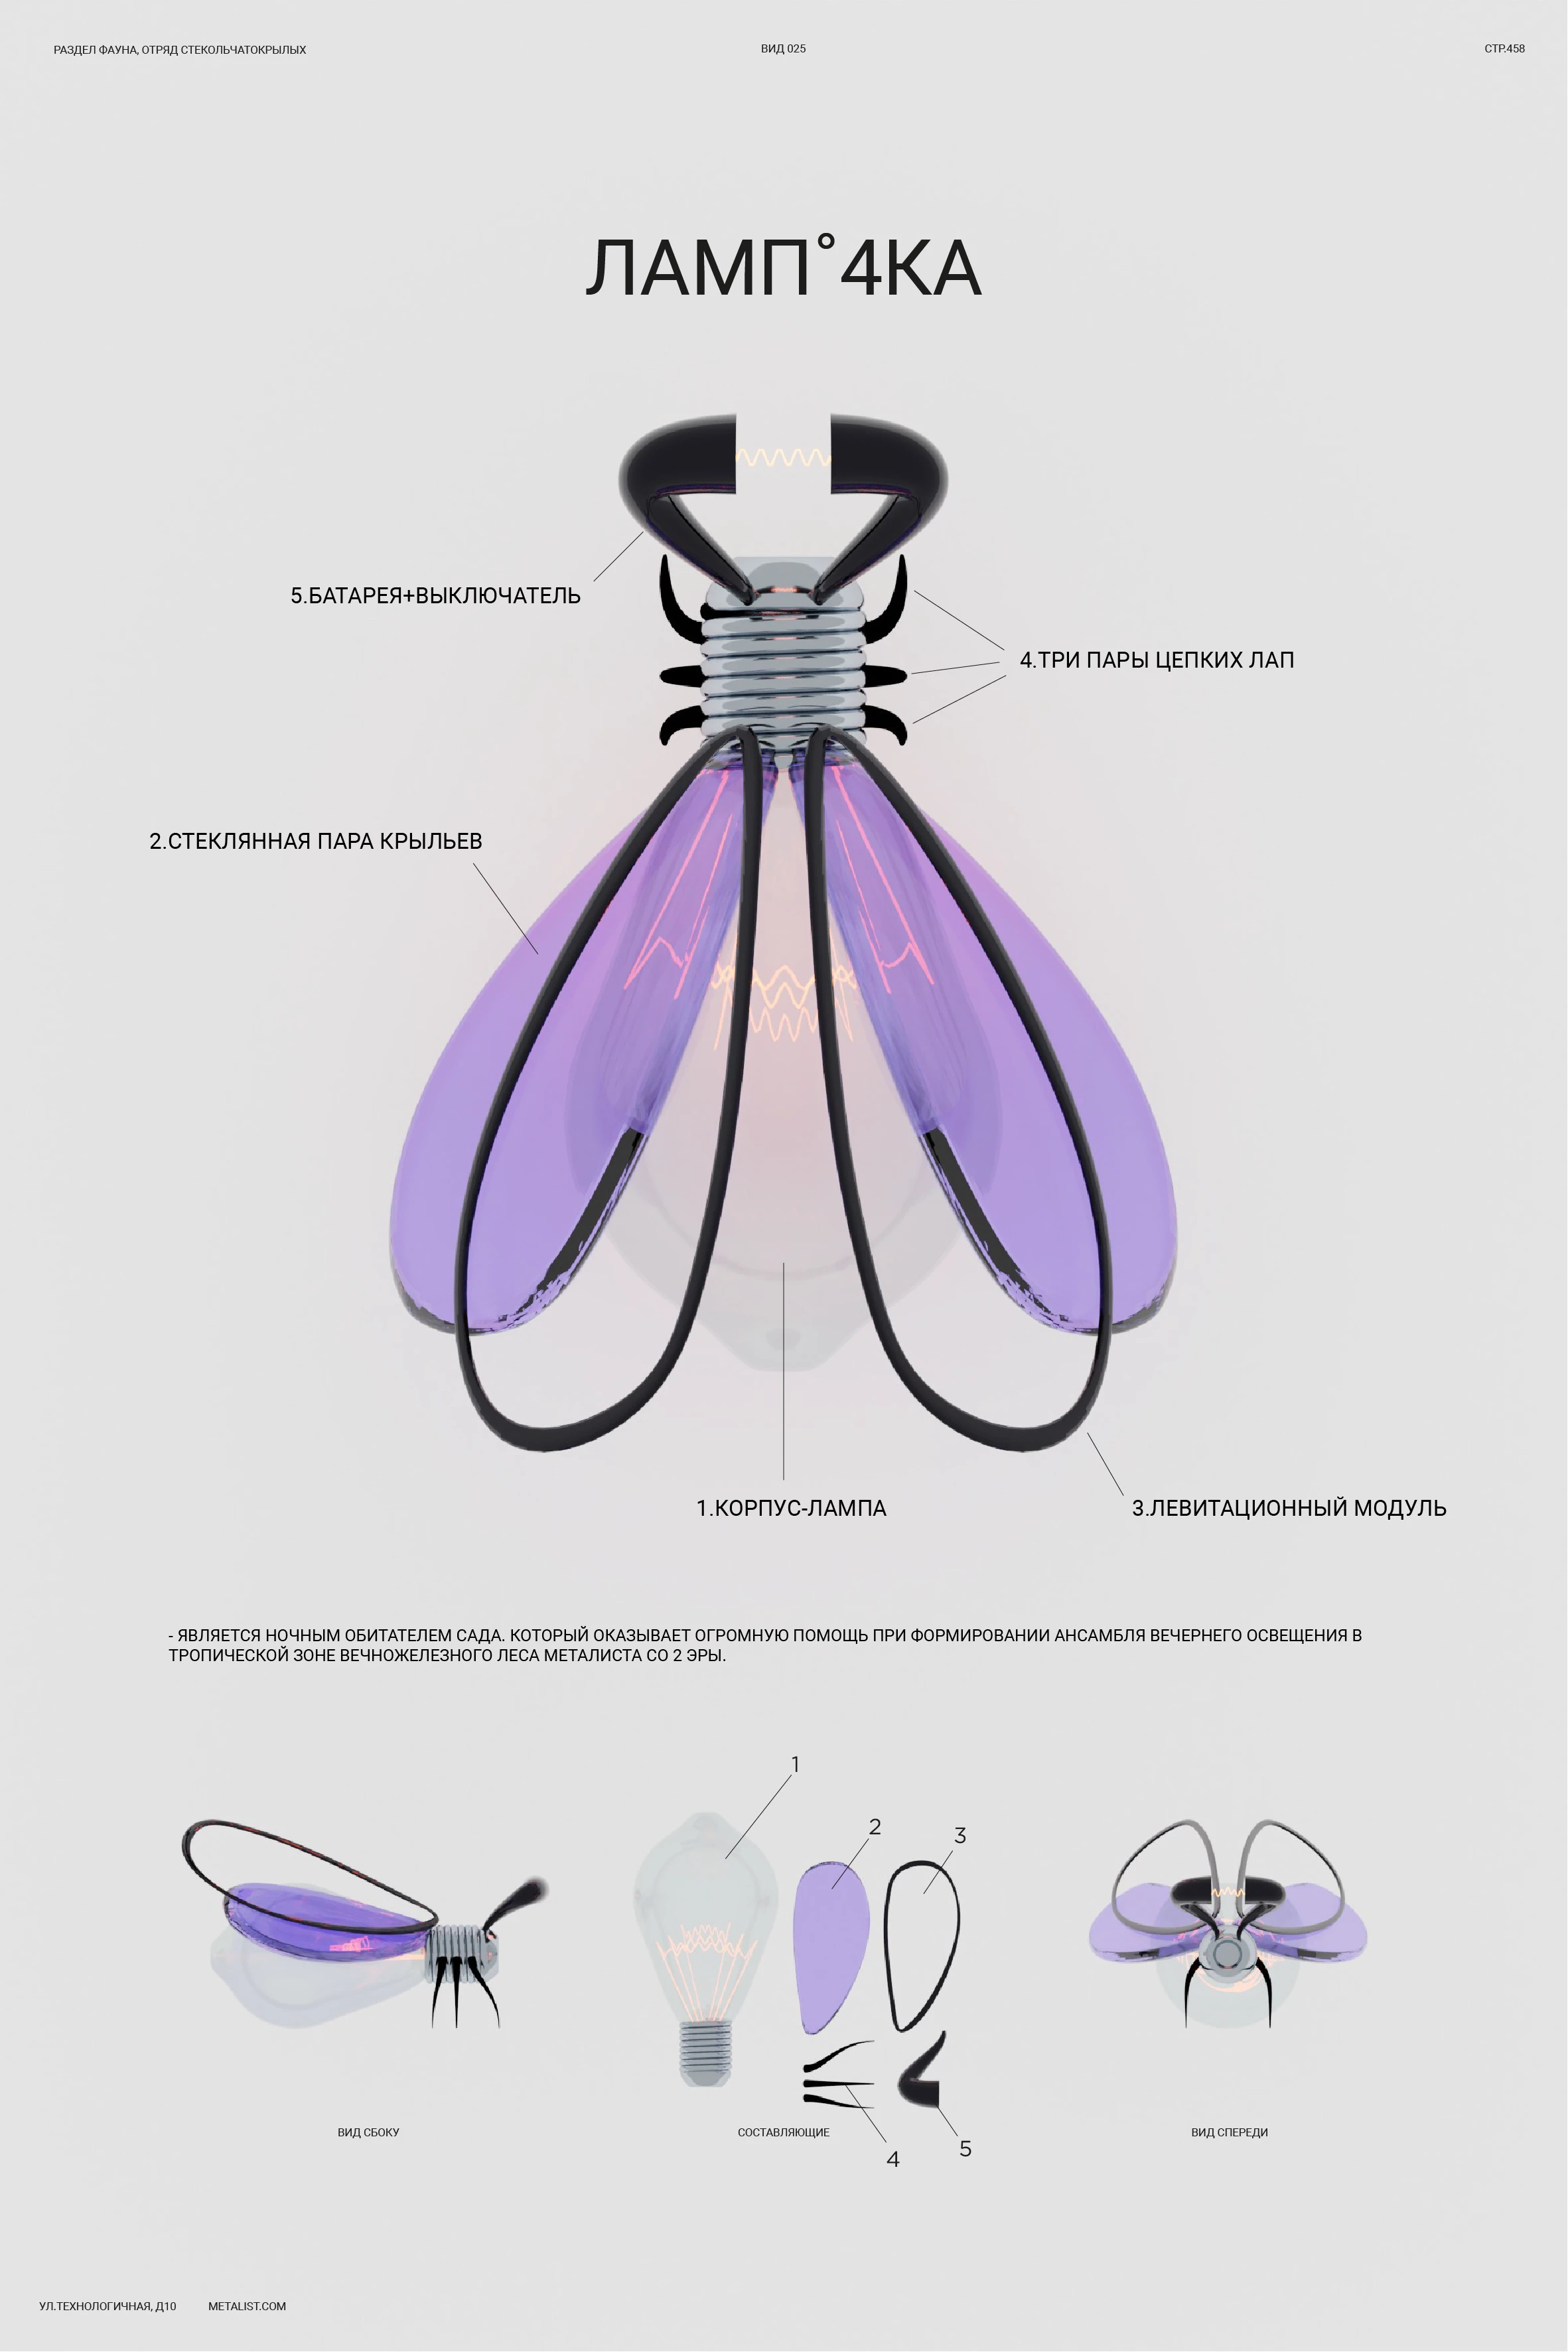 РАЗДЕЛ ФАУНА, ОТРЯД СТЕКОЛЬЧАТОКРЫЛЫХ
ВИД 025
СТР.458
ЛАМП°4КА
5.БАТАРЕЯ+ВЫКЛЮЧАТЕЛЬ
4.ТРИ ПАРЫ ЦЕПКИХ ЛАП
2.СТЕКЛЯННАЯ ПАРА КРЫЛЬЕВ
1.КОРПУС-ЛАМПА
3.ЛЕВИТАЦИОННЫЙ МОДУЛЬ
- ЯВЛЯЕТСЯ НОЧНЫМ ОБИТАТЕЛЕМ САДА. КОТОРЫЙ ОКАЗЫВАЕТ ОГРОМНУЮ ПОМОЩЬ ПРИ ФОРМИРОВАНИИ АНСАМБЛЯ ВЕЧЕРНЕГО ОСВЕЩЕНИЯ В
ТРОПИЧЕСКОЙ ЗОНЕ ВЕЧНОЖЕЛЕЗНОГО ЛЕСА МЕТАЛИСТА СО 2 ЭРЫ.
1
2
3
4
5
ВИД СБОКУ
СОСТАВЛЯЮЩИЕ
ВИД СПЕРЕДИ
УЛ.ТЕХНОЛОГИЧНАЯ, Д10
METALIST.COM